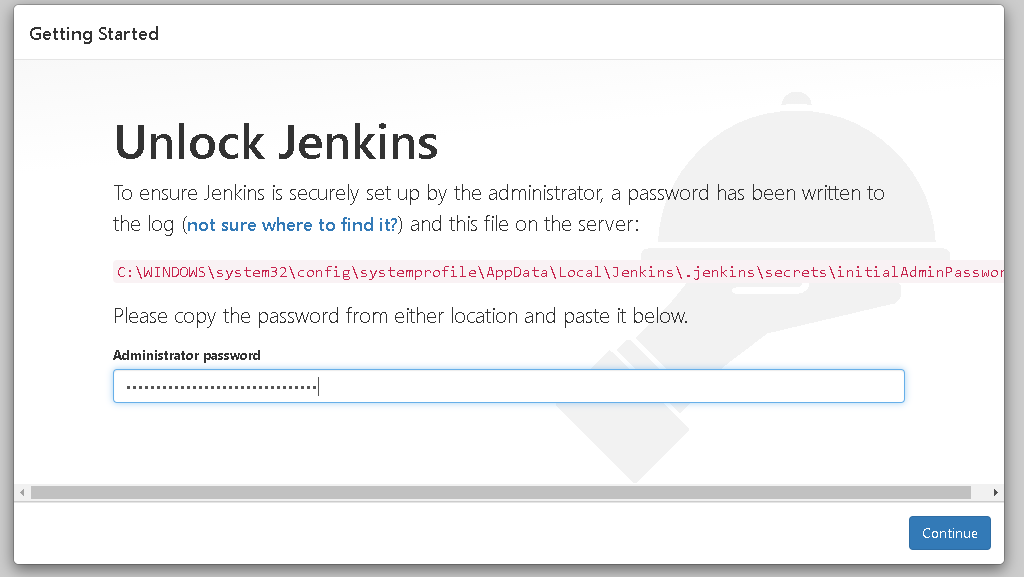 Getting Started
Unlock Jenkins
To ensure Jenkins is securely set up by the administrator, a password has been written to
the log (not sure where to find it?) and this file on the server:
C:\WINDOWS\system32\config\systemprofile\AppData\Local\Jenkins\.jenkins\secrets\initialAdminPasswor
Please copy the password from either location and paste it below.
Administrator password
••••••••••••••••••••••••••••••••
Continue